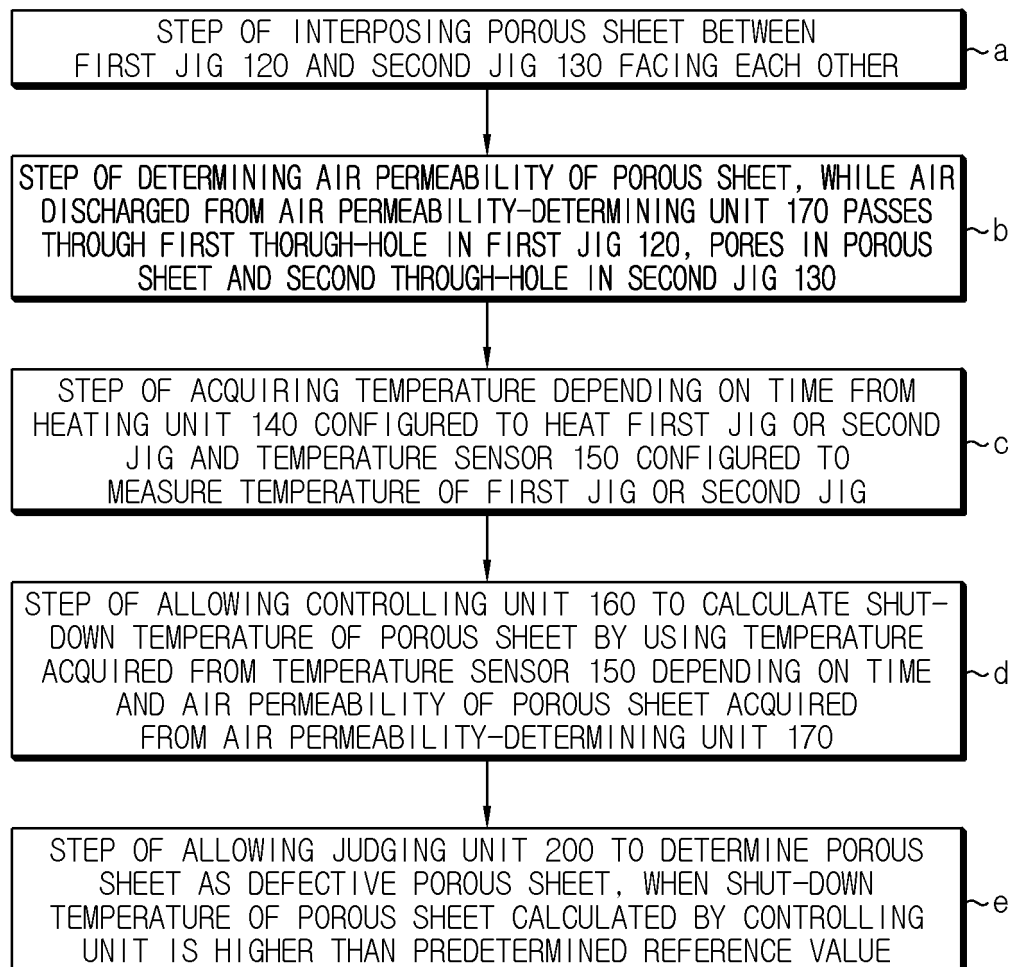 STEP OF INTERPOSING POROUS SHEET BETWEEN
FIRST JIG 120 AND SECOND JIG 130 FACING EACH OTHER
a
STEP OF DETERMINING AIR PERMEABILITY OF POROUS SHEET, WHILE AIR
DISCHARGED FROM AIR PERMEABILITY-DETERMINING UNIT 170 PASSES
THROUGH FIRST THORUGH-HOLE IN FIRST JIG 120, PORES IN POROUS
SHEET AND SECOND THROUGH-HOLE IN SECOND JIG 130
b
STEP OF ACQUIRING TEMPERATURE DEPENDING ON TIME FROM
HEATING UNIT 140 CONFIGURED TO HEAT FIRST JIG OR SECOND
JIG AND TEMPERATURE SENSOR 150 CONFIGURED TO
MEASURE TEMPERATURE OF FIRST JIG OR SECOND JIG
c
STEP OF ALLOWING CONTROLLING UNIT 160 TO CALCULATE SHUT-
DOWN TEMPERATURE OF POROUS SHEET BY USING TEMPERATURE
ACQUIRED FROM TEMPERATURE SENSOR 150 DEPENDING ON TIME
AND AIR PERMEABILITY OF POROUS SHEET ACQUIRED
FROM AIR PERMEABILITY-DETERMINING UNIT 170
d
STEP OF ALLOWING JUDGING UNIT 200 TO DETERMINE POROUS
SHEET AS DEFECTIVE POROUS SHEET, WHEN SHUT-DOWN
TEMPERATURE OF POROUS SHEET CALCULATED BY CONTROLLING
UNIT IS HIGHER THAN PREDETERMINED REFERENCE VALUE
e